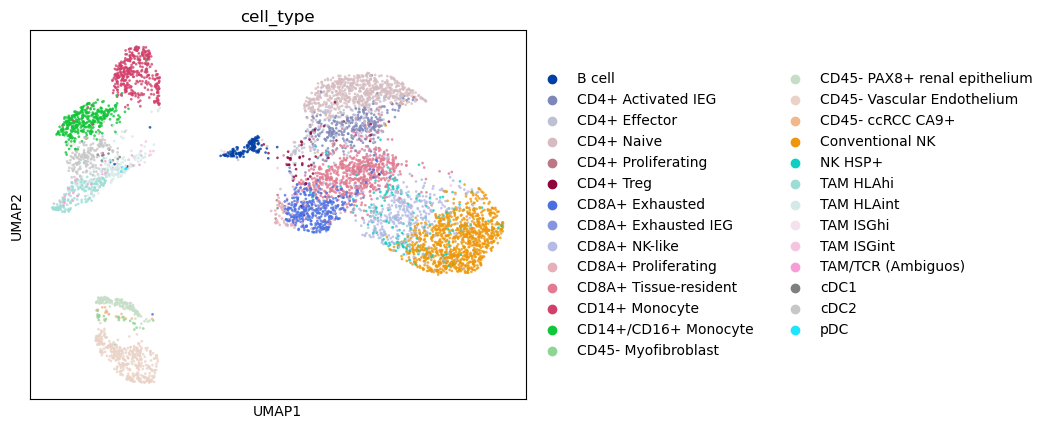 cell_type
UMAP2
UMAP1
B cell
CD4+ Activated IEG
CD4+ Effector
CD4+ Naive
CD4+ Proliferating
CD4+ Treg
CD8A+ Exhausted
CD8A+ Exhausted IEG
CD8A+ NK-like
CD8A+ Proliferating
CD8A+ Tissue-resident
CD14+ Monocyte
CD14+/CD16+ Monocyte
CD45- Myofibroblast
CD45- PAX8+ renal epithelium
CD45- Vascular Endothelium
CD45- ccRCC CA9+
Conventional NK
NK HSP+
TAM HLAhi
TAM HLAint
TAM ISGhi
TAM ISGint
TAM/TCR (Ambiguos)
cDC1
cDC2
pDC